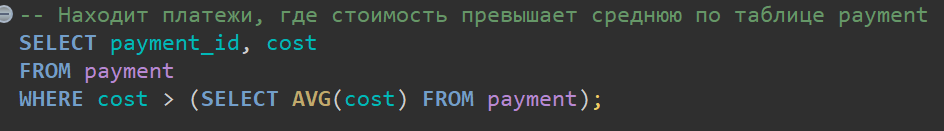 -- Находит платежи, где стоимость превышает среднюю по таблице payment
SELECT payment_id, cost
FROM payment
WHERE cost > (SELECT AVG(cost) FROM payment);